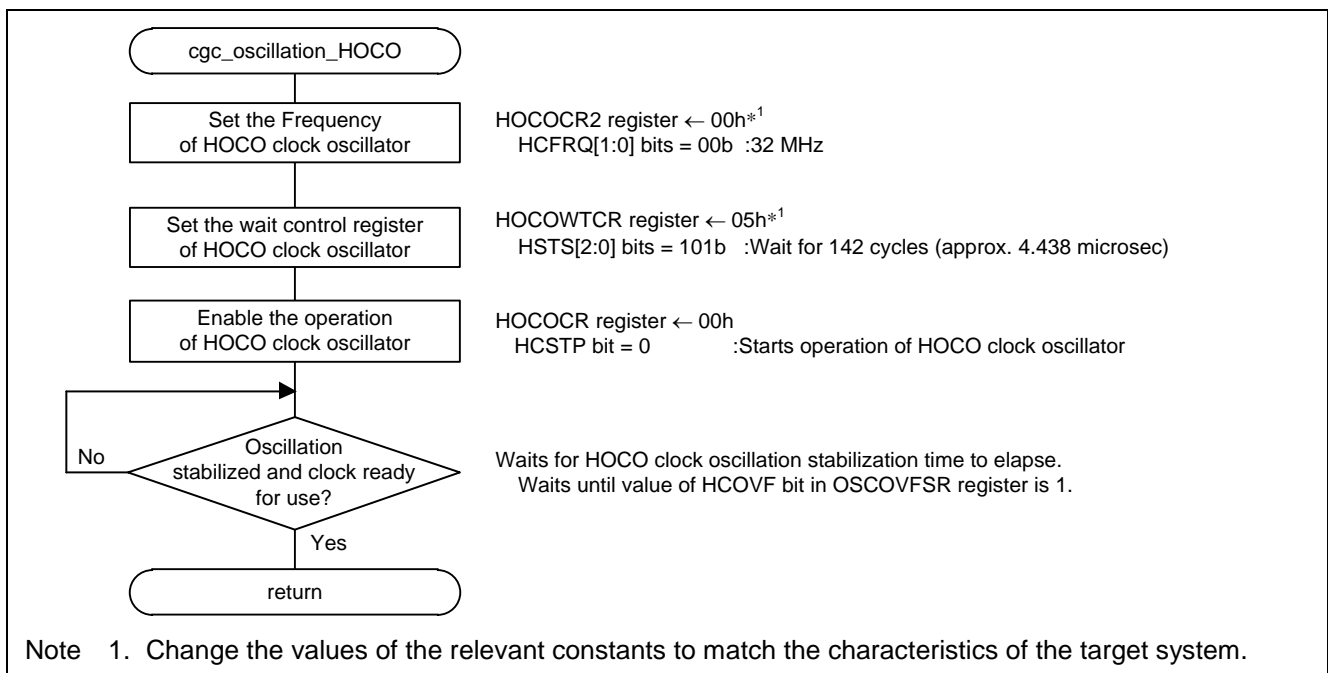 cgc_oscillation_HOCO
Set the Frequency
of HOCO clock oscillator
HOCOCR2 register ← 00h*1
HCFRQ[1:0] bits = 00b :32 MHz
Set the wait control register
of HOCO clock oscillator
HOCOWTCR register ← 05h*1
HSTS[2:0] bits = 101b :Wait for 142 cycles (approx. 4.438 microsec)
Enable the operation
of HOCO clock oscillator
HOCOCR register ← 00h
HCSTP bit = 0 :Starts operation of HOCO clock oscillator
No
Oscillation
stabilized and clock ready
for use?
Waits for HOCO clock oscillation stabilization time to elapse.
Waits until value of HCOVF bit in OSCOVFSR register is 1.
Yes
return
Note 1. Change the values of the relevant constants to match the characteristics of the target system.